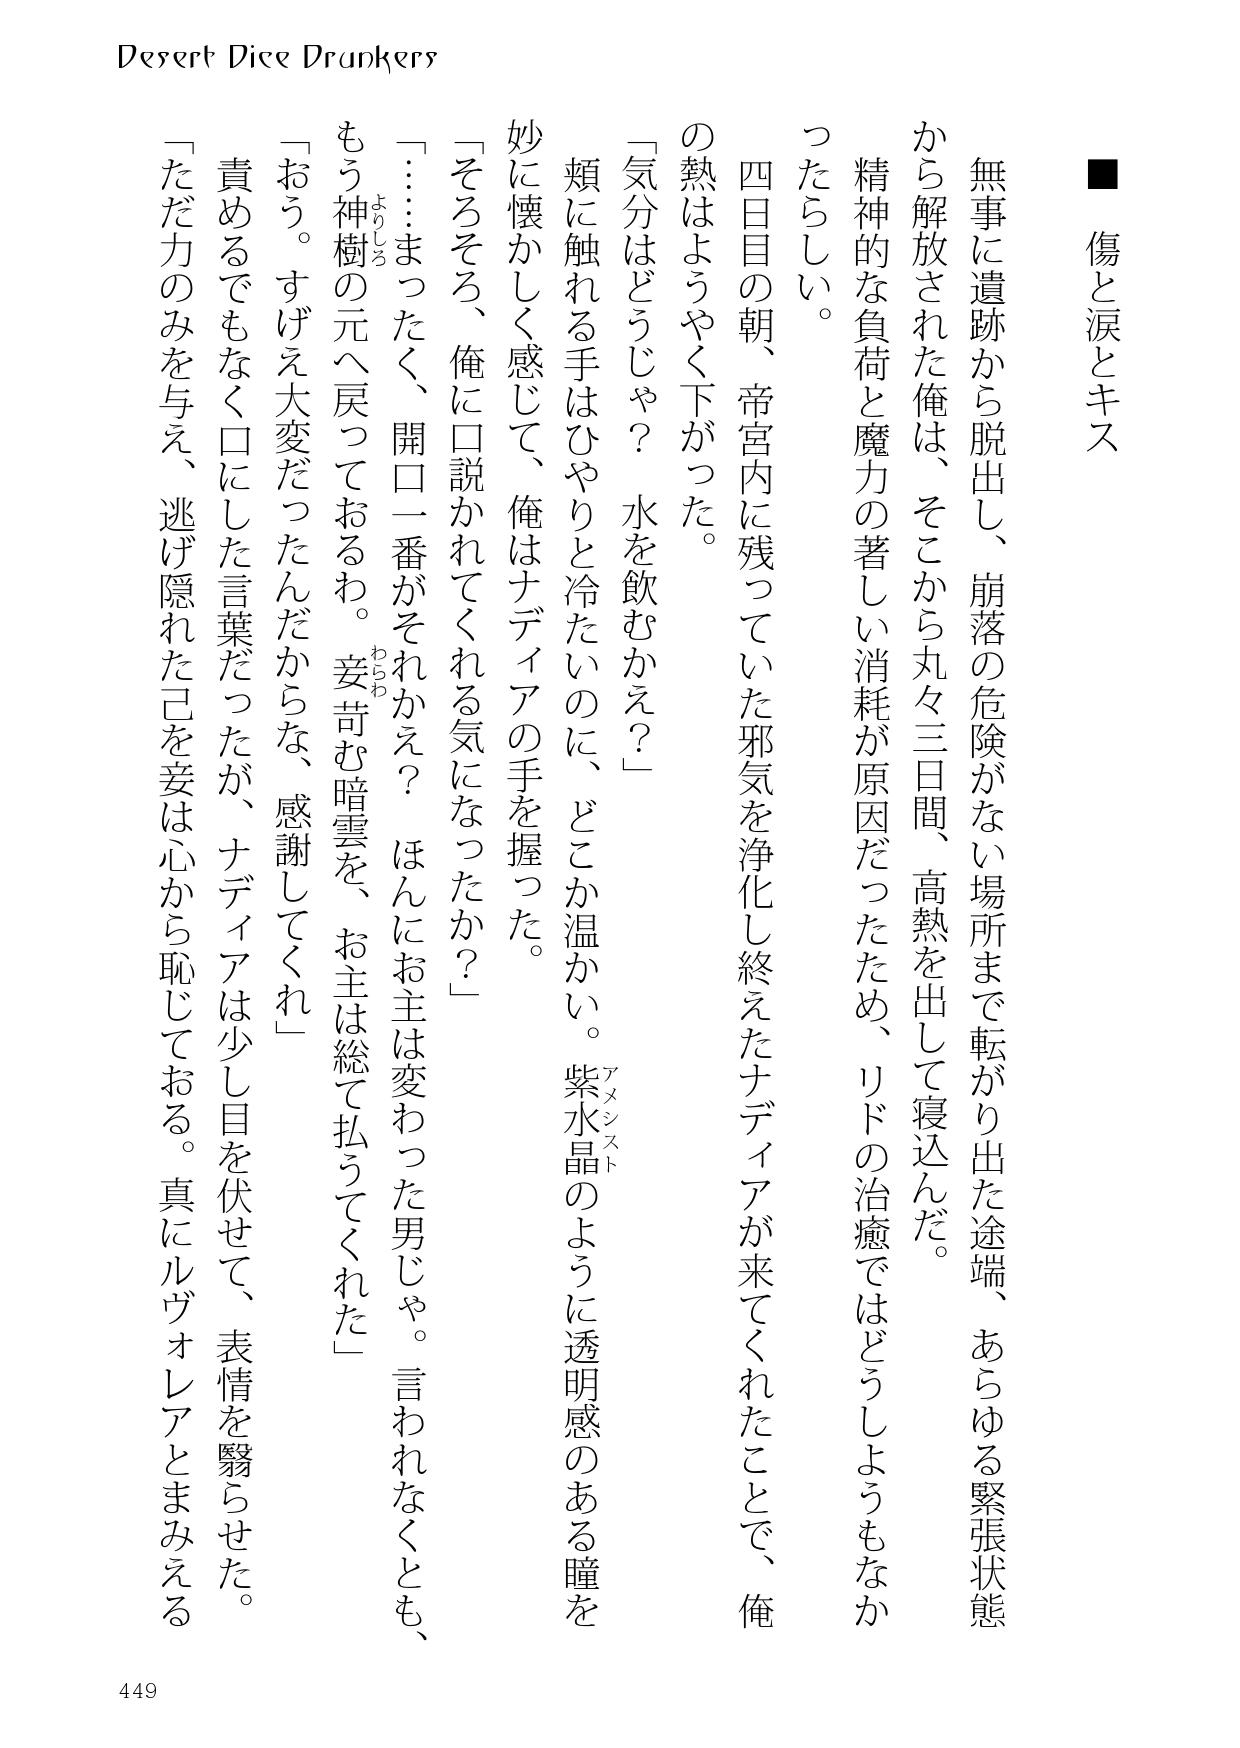 Desert Dice Drunkers
■　傷と涙とキス
　無事に遺跡から脱出し、崩落の危険がない場所まで転がり出た途端、あらゆる緊張状態
から解放された俺は、そこから丸々三日間、高熱を出して寝込んだ。
　精神的な負荷と魔力の著しい消耗が原因だったため、リドの治癒ではどうしようもなか
ったらしい。
　四日目の朝、帝宮内に残っていた邪気を浄化し終えたナディアが来てくれたことで、俺
の熱はようやく下がった。
「気分はどうじゃ？　水を飲むかえ？」
　頬に触れる手はひやりと冷たいのに、どこか温かい。紫水晶のように透明感のある瞳を
アメシスト
妙に懐かしく感じて、俺はナディアの手を握った。
「そろそろ、俺に口説かれてくれる気になったか？」
「……まったく、開口一番がそれかえ？　ほんにお主は変わった男じゃ。言われなくとも、
もう神樹の元へ戻っておるわ。妾苛む暗雲を、お主は総て払うてくれた」
よりしろ
わらわ
「おう。すげえ大変だったんだからな、感謝してくれ」
　責めるでもなく口にした言葉だったが、ナディアは少し目を伏せて、表情を翳らせた。
「ただ力のみを与え、逃げ隠れた己を妾は心から恥じておる。真にルヴォレアとまみえる
449